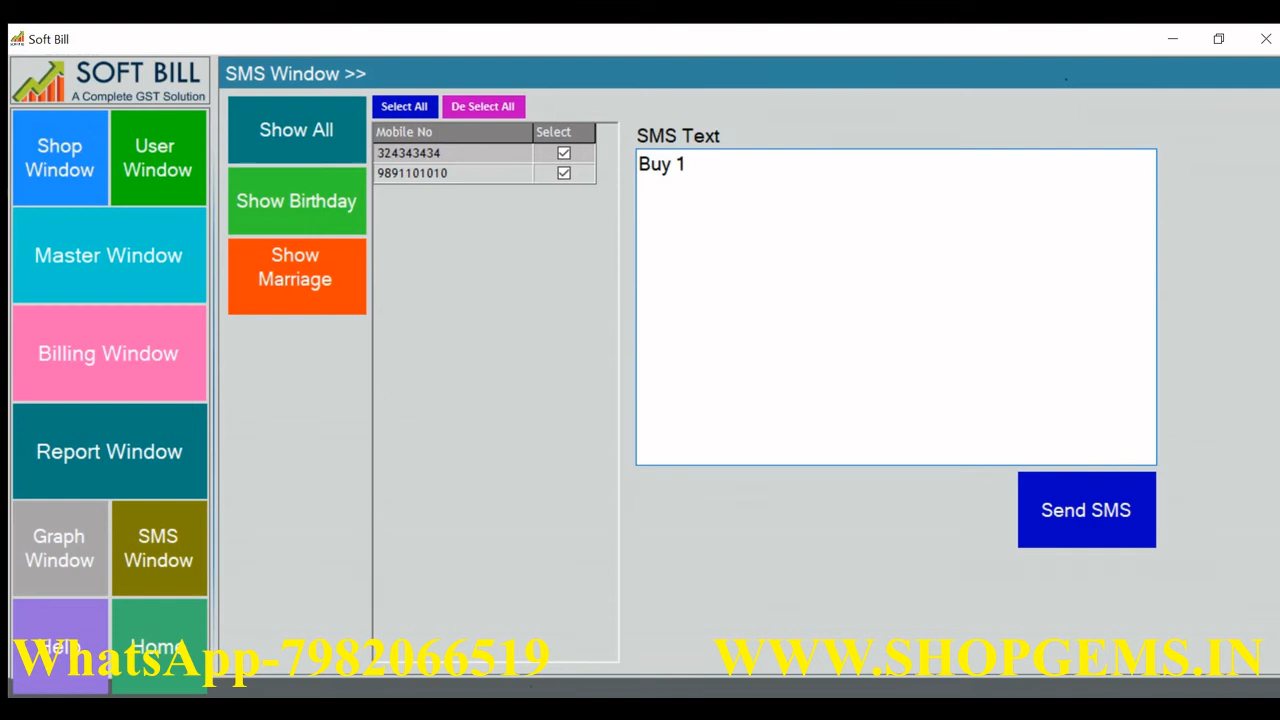 Soft Bill
SOFT BILL
A Complete GST Solution
SMS Window >>
Shop
Window
User
Window
Master Window
Billing Window
Report Window
Graph
Window
SMS
Window
Help
Home
Show All
Show Birthday
Show
Marriage
Select All
De Select All
Mobile No Select
324343434
9891101010
SMS Text
Buy 1
Send SMS
WhatsApp-7982066519
WWW.SHOPGEMS.IN